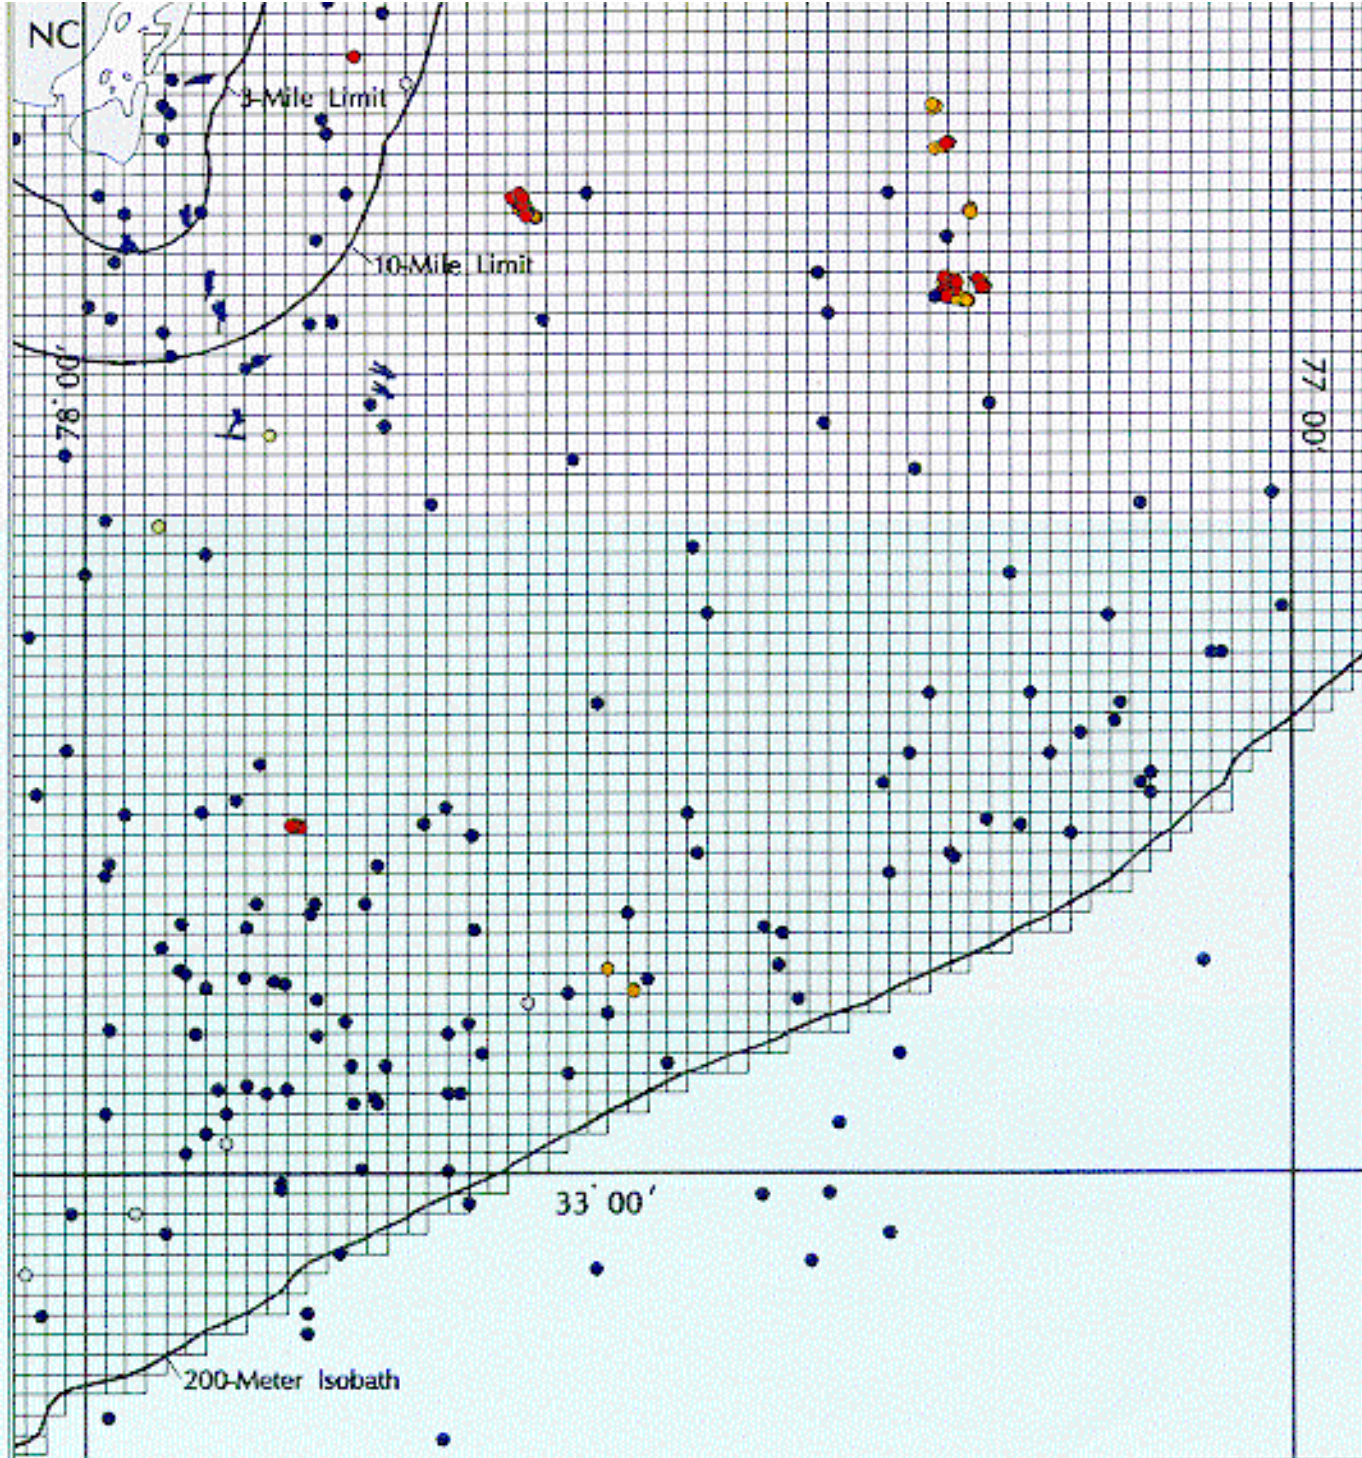 NC
3-Mile Limit
10-Mile Limit
78° 00′
77 00′
33° 00′
200-Meter Isobath